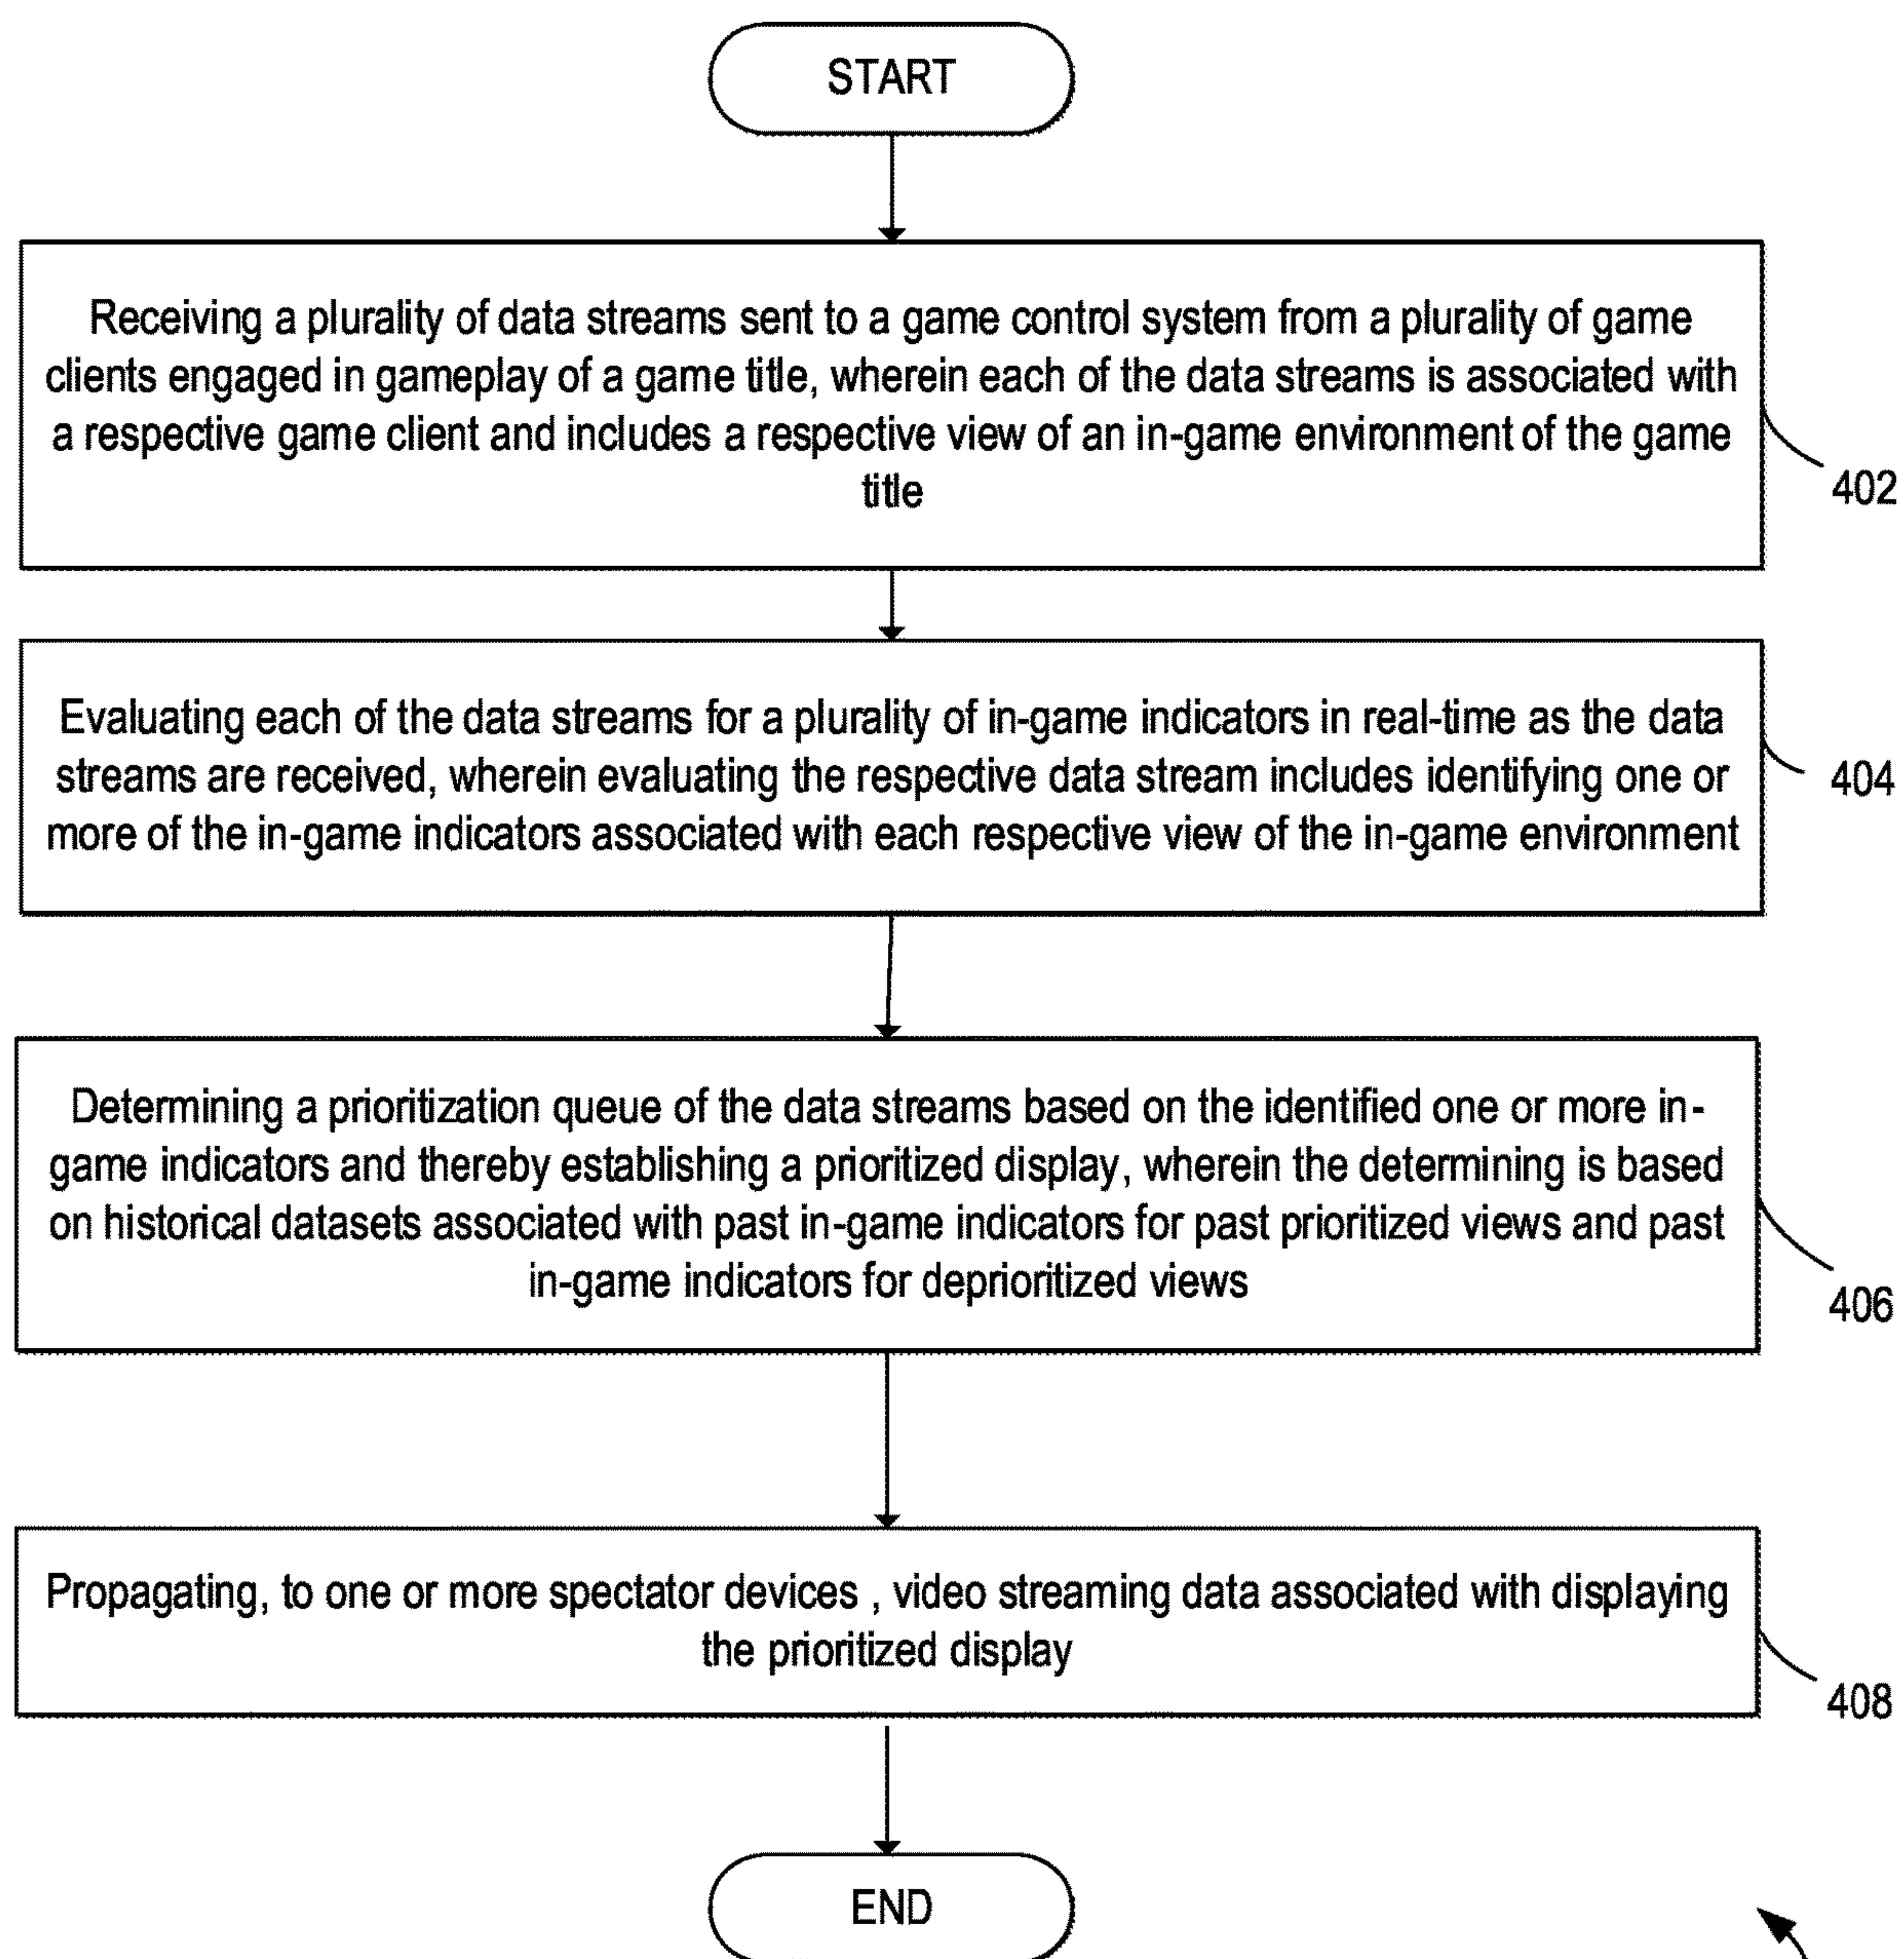 START
Receiving a plurality of data streams sent to a game control system from a plurality of game
clients engaged in gameplay of a game title, wherein each of the data streams is associated with
a respective game client and includes a respective view of an in-game environment of the game
title
402
Evaluating each of the data streams for a plurality of in-game indicators in real-time as the data
streams are received, wherein evaluating the respective data stream includes identifying one or
more of the in-game indicators associated with each respective view of the in-game environment
404
Determining a prioritization queue of the data streams based on the identified one or more in-
game indicators and thereby establishing a prioritized display, wherein the determining is based
on historical datasets associated with past in-game indicators for past prioritized views and past
in-game indicators for deprioritized views
406
Propagating, to one or more spectator devices , video streaming data associated with displaying
the prioritized display
408
END